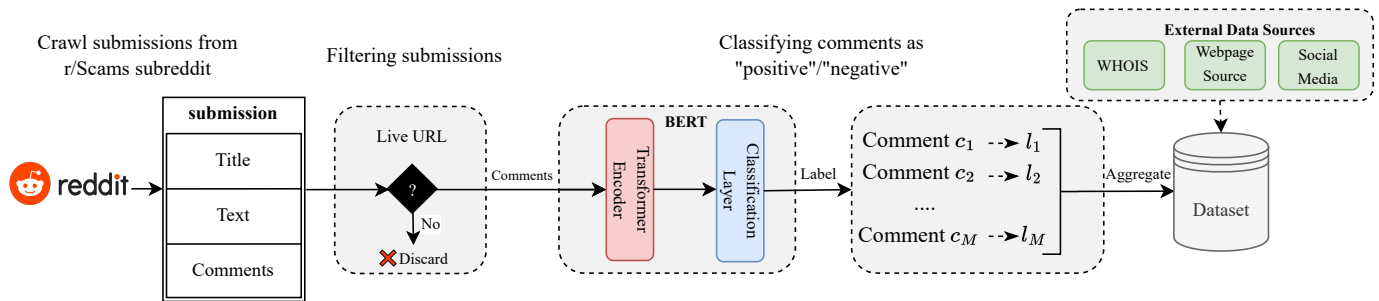 Crawl submissions from
r/Scams subreddit
reddit
submission
Title
Text
Comments
Filtering submissions
Live URL
?
No
Discard
Comments
Classifying comments as
"positive"/"negative"
BERT
Transformer
Encoder
Classification
Layer
Label
Comment c₁ l₁
Comment c₂ l₂
....
Comment c_M l_M
Aggregate
External Data Sources
WHOIS
Webpage
Source
Social
Media
Dataset